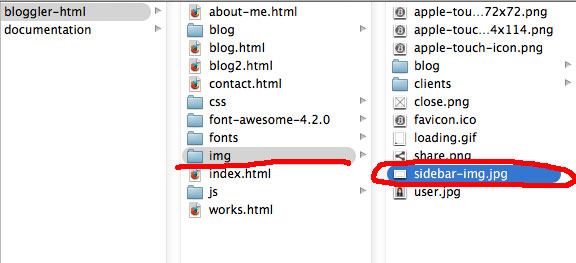 bloggler-html
documentation
about-me.html
blog
blog.html
blog2.html
contact.html
css
font-awesome-4.2.0
fonts
img
index.html
js
works.html
apple-tou...72x72.png
apple-touc...4x114.png
apple-touch-icon.png
blog
clients
close.png
favicon.ico
loading.gif
share.png
sidebar-img.jpg
user.jpg